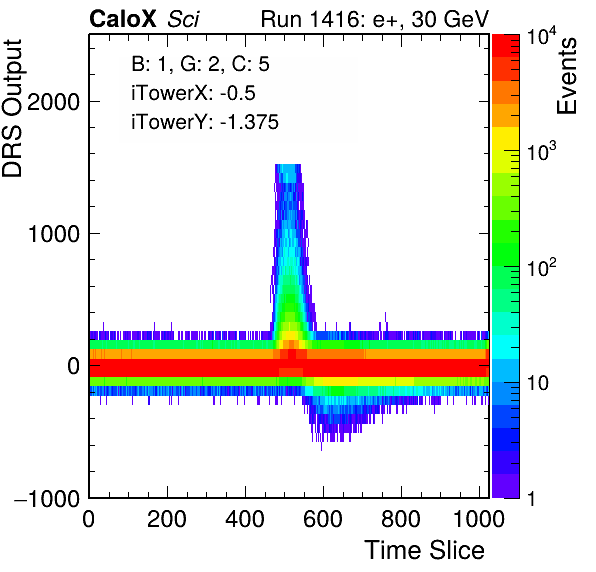 CaloX Sci Run 1416: e+, 30 GeV
B: 1, G: 2, C: 5
iTowerX: -0.5
iTowerY: -1.375
DRS Output
2000
1000
0
−1000
0 200 400 600 800 1000
Time Slice
Events
10⁴
10³
10²
10
1